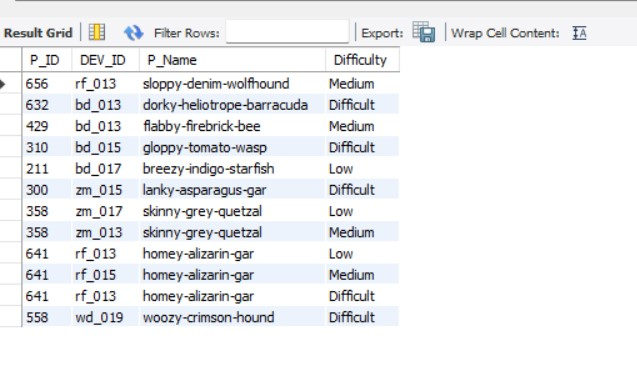 Result Grid Filter Rows: Export: Wrap Cell Content: IA
P_ID DEV_ID P_Name Difficulty
656 rf_013 sloppy-denim-wolfhound Medium
632 bd_013 dorky-heliotrope-barracuda Difficult
429 bd_013 flabby-firebrick-bee Medium
310 bd_015 gloppy-tomato-wasp Difficult
211 bd_017 breezy-indigo-starfish Low
300 zm_015 lanky-asparagus-gar Difficult
358 zm_017 skinny-grey-quetzal Low
358 zm_013 skinny-grey-quetzal Medium
641 rf_013 homey-alizarin-gar Low
641 rf_015 homey-alizarin-gar Medium
641 rf_013 homey-alizarin-gar Difficult
558 wd_019 woozy-crimson-hound Difficult